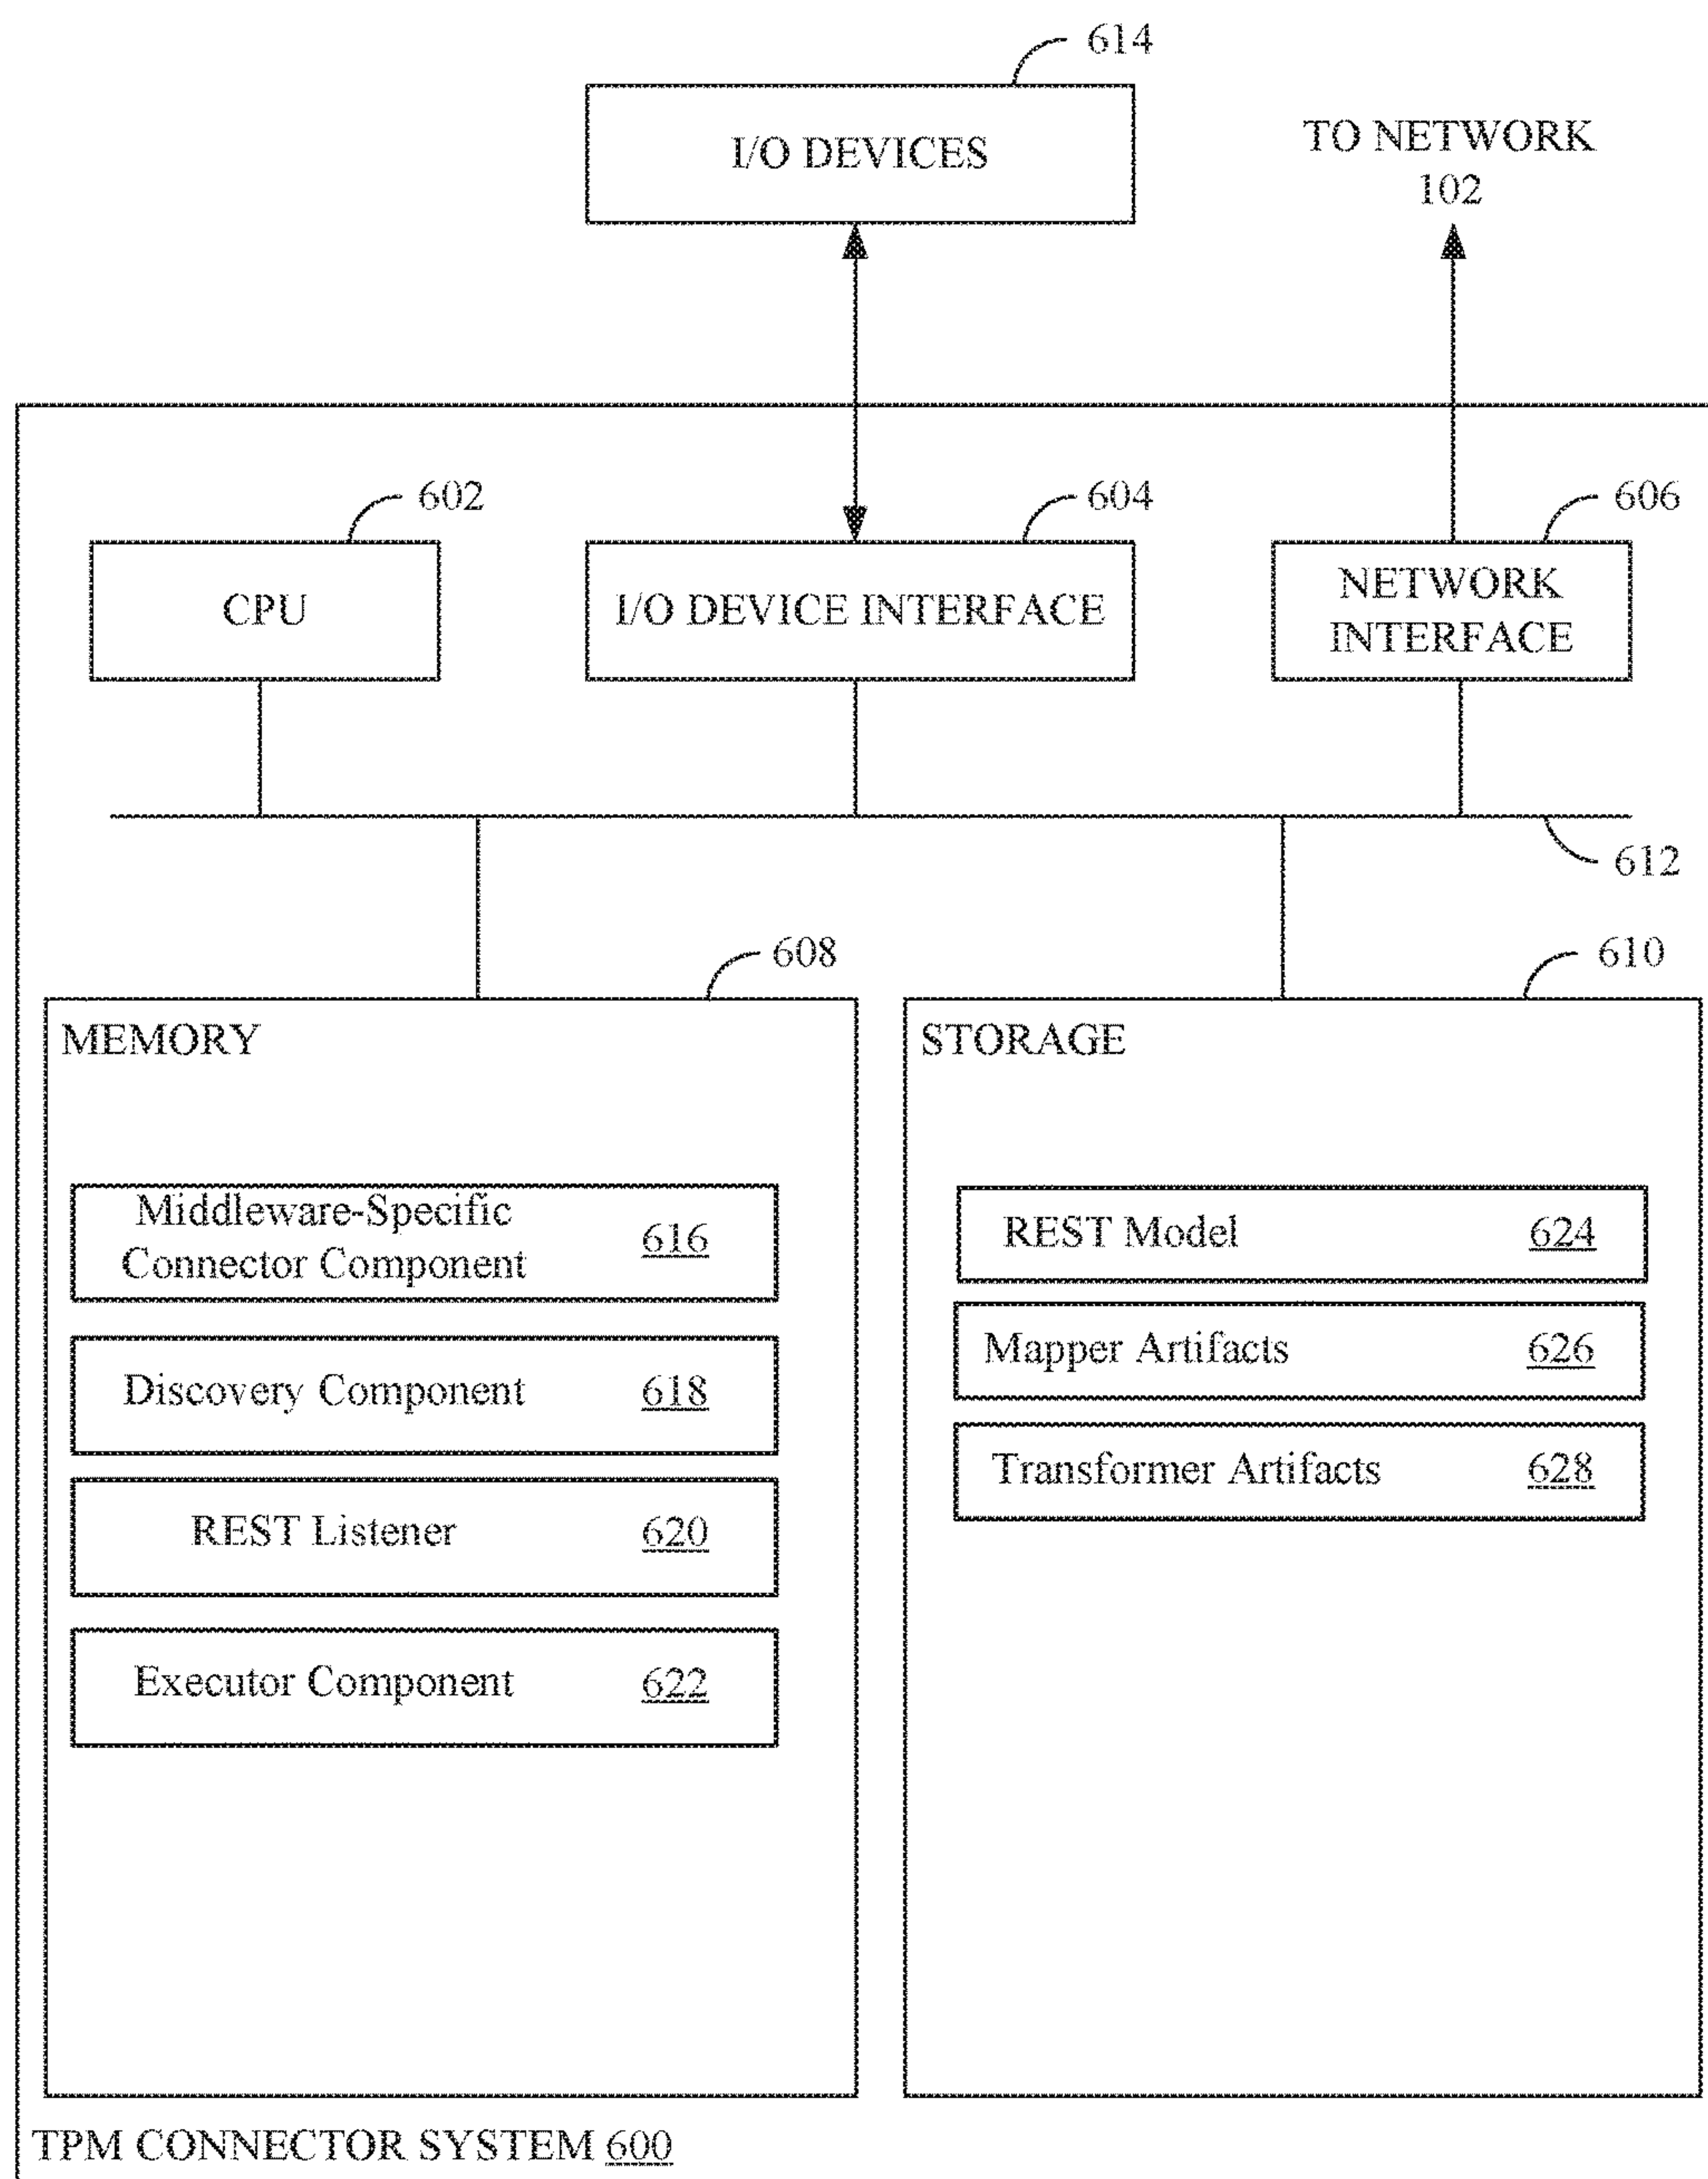 614
I/O DEVICES
TO NETWORK
102
602
604
606
CPU
I/O DEVICE INTERFACE
NETWORK
INTERFACE
612
608
610
MEMORY
Middleware-Specific
Connector Component
616
Discovery Component
618
REST Listener
620
Executor Component
622
STORAGE
REST Model
624
Mapper Artifacts
626
Transformer Artifacts
628
TPM CONNECTOR SYSTEM 600